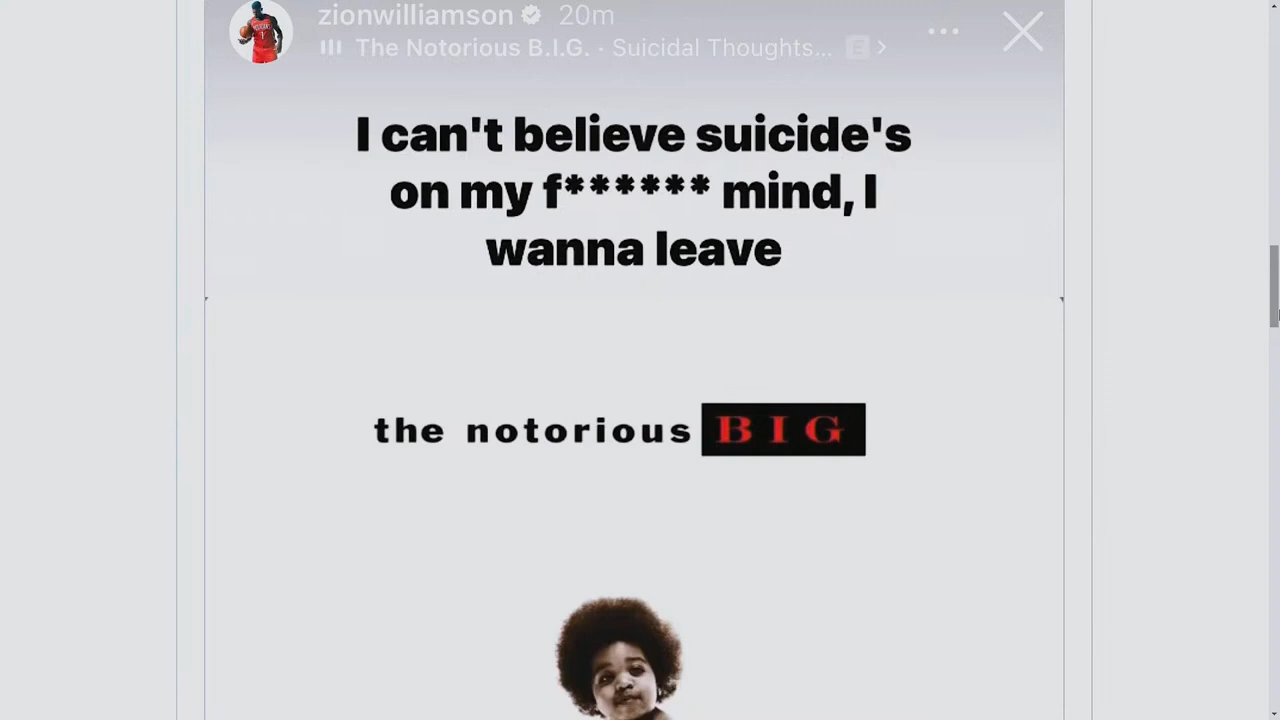 zionwilliamson 20m
The Notorious B.I.G. · Suicidal Thoughts... E >
I can't believe suicide's
on my f****** mind, I
wanna leave
the notorious BIG